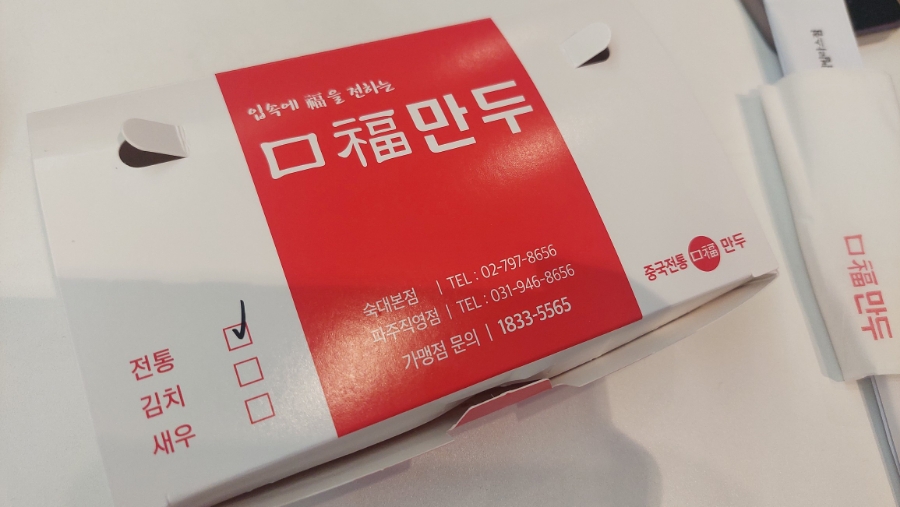 입속에 福을 전하는
口福만두
숙대본점 | TEL : 02-797-8656
파주직영점 | TEL : 031-946-8656
가맹점 문의 | 1833-5565
중국전통 口福 만두
전통
김치
새우
口福만두